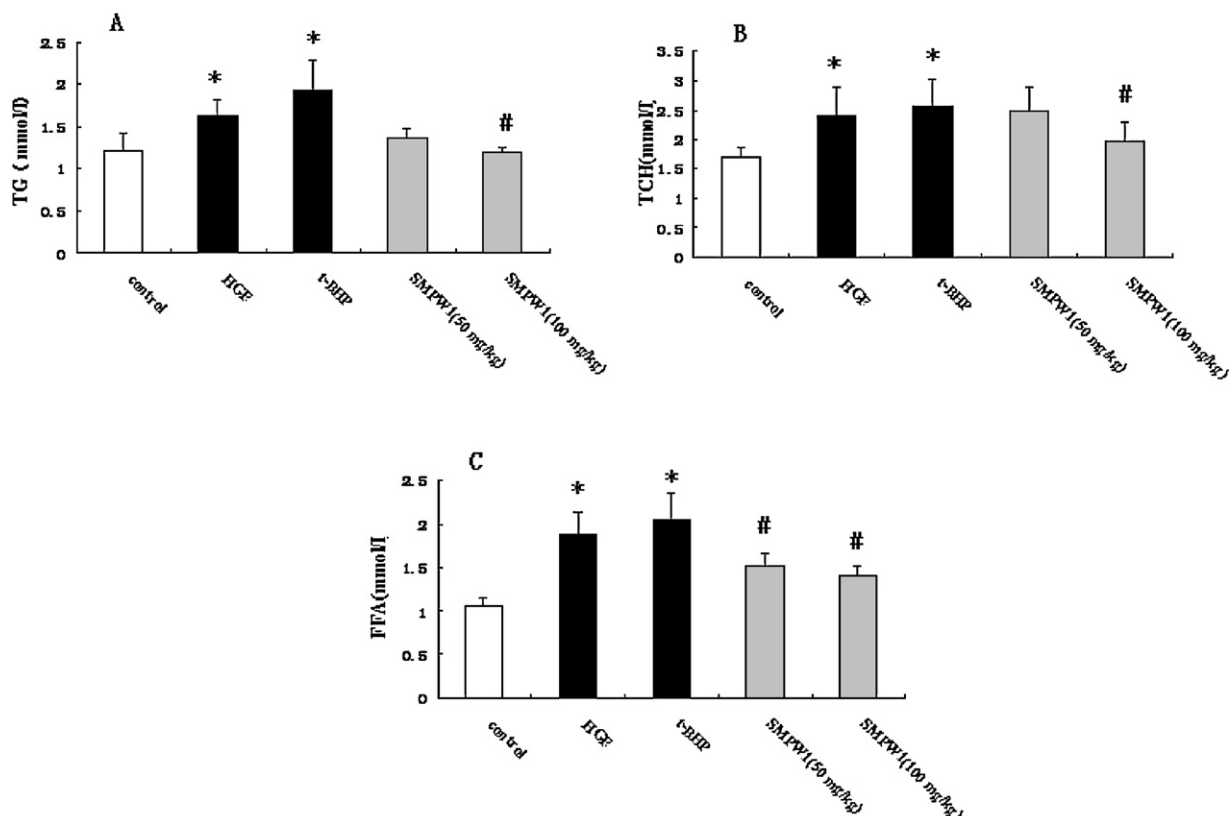 A
TG ( mmol/l)
2.5
2
1.5
1
0.5
0
*
*
#
control
HGF
t-BHP
SMPW1(50 mg/kg)
SMPW1(100 mg/kg)
B
TCH(mmol/l)
3.5
3
2.5
2
1.5
1
0.5
0
*
*
#
control
HGF
t-BHP
SMPW1(50 mg/kg)
SMPW1(100 mg/kg)
C
FFA(mmol/l
2.5
2
1.5
1
0.5
0
*
*
#
#
control
HGF
t-BHP
SMPW1(50 mg/kg)
SMPW1(100 mg/kg)